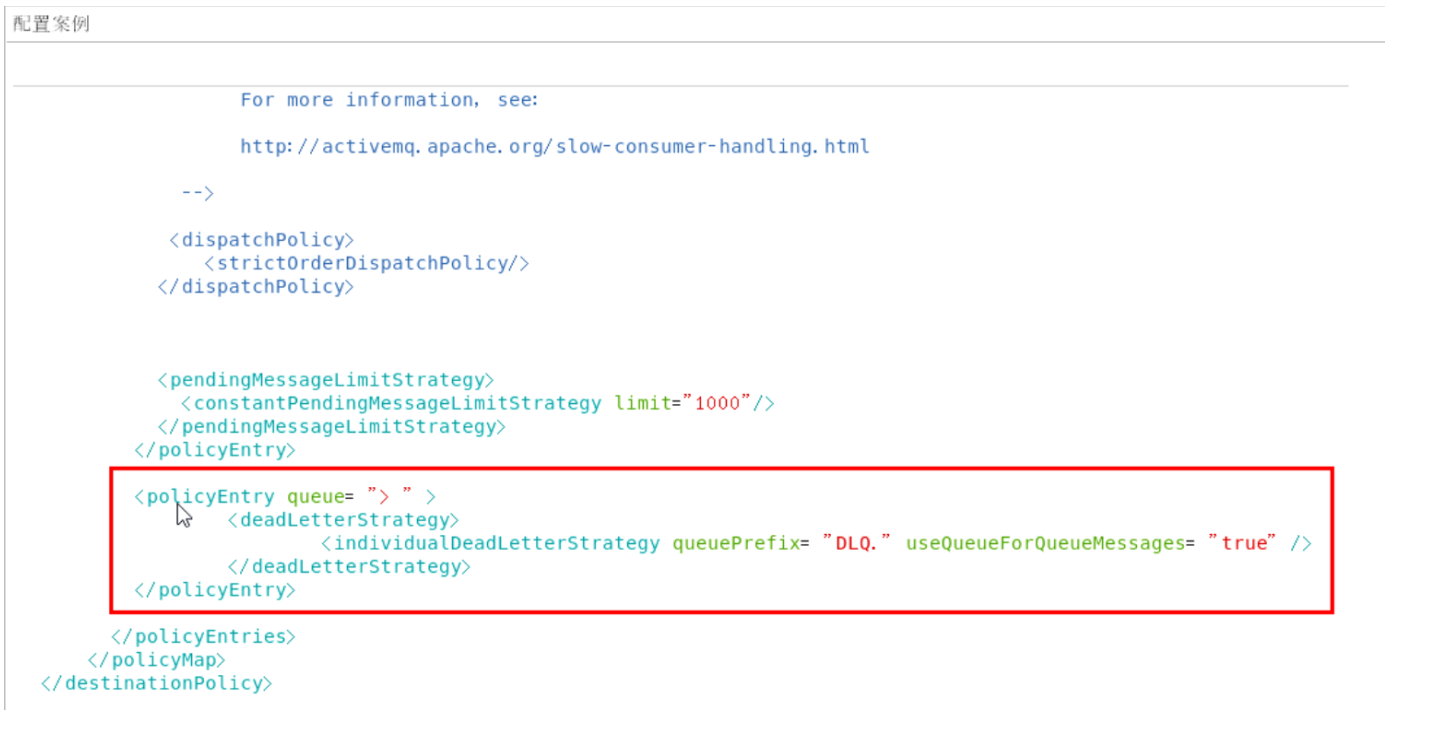 配置案例
For more information, see:
http://activemq.apache.org/slow-consumer-handling.html
-->
<dispatchPolicy>
<strictOrderDispatchPolicy/>
</dispatchPolicy>
<pendingMessageLimitStrategy>
<constantPendingMessageLimitStrategy limit="1000"/>
</pendingMessageLimitStrategy>
</policyEntry>
<policyEntry queue= "> " >
<deadLetterStrategy>
<individualDeadLetterStrategy queuePrefix= "DLQ." useQueueForQueueMessages= "true" />
</deadLetterStrategy>
</policyEntry>
</policyEntries>
</policyMap>
</destinationPolicy>